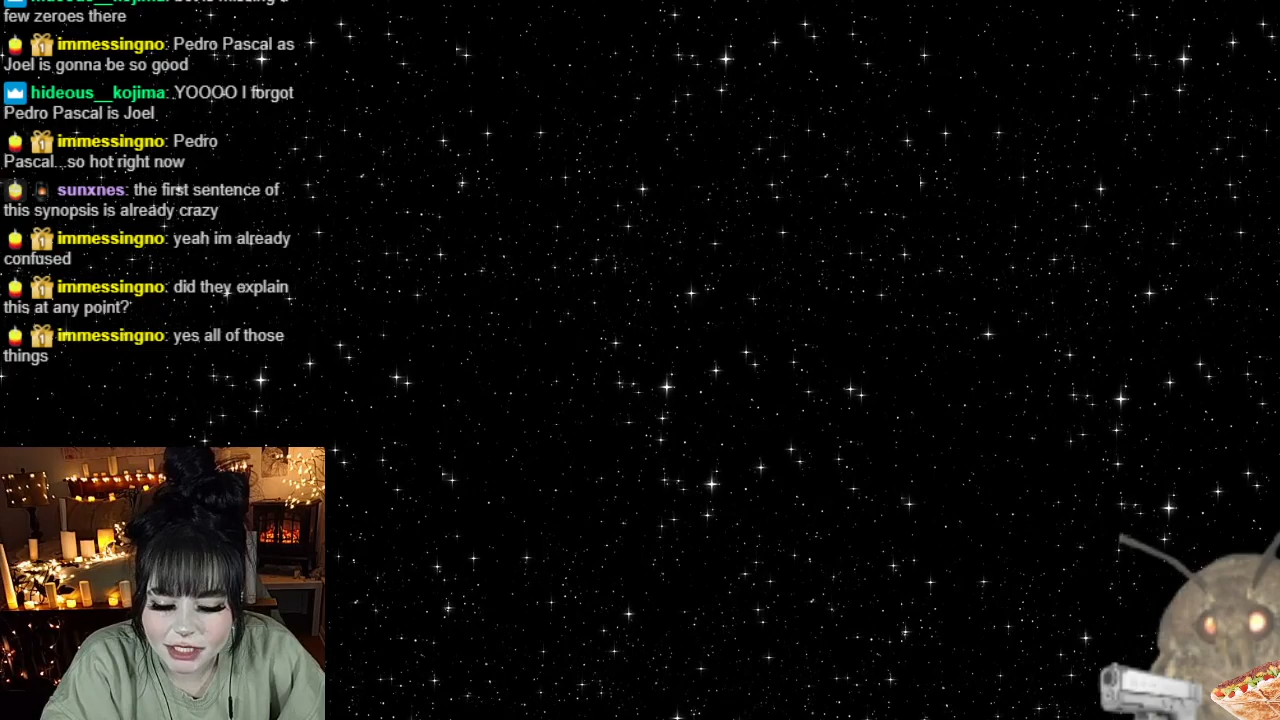 few zeroes there
immessingno: Pedro Pascal as
Joel is gonna be so good
hideous__kojima: YOOOO I forgot
Pedro Pascal is Joel
immessingno: Pedro
Pascal...so hot right now
sunxnes: the first sentence of
this synopsis is already crazy
immessingno: yeah im already
confused
immessingno: did they explain
this at any point?
immessingno: yes all of those
things